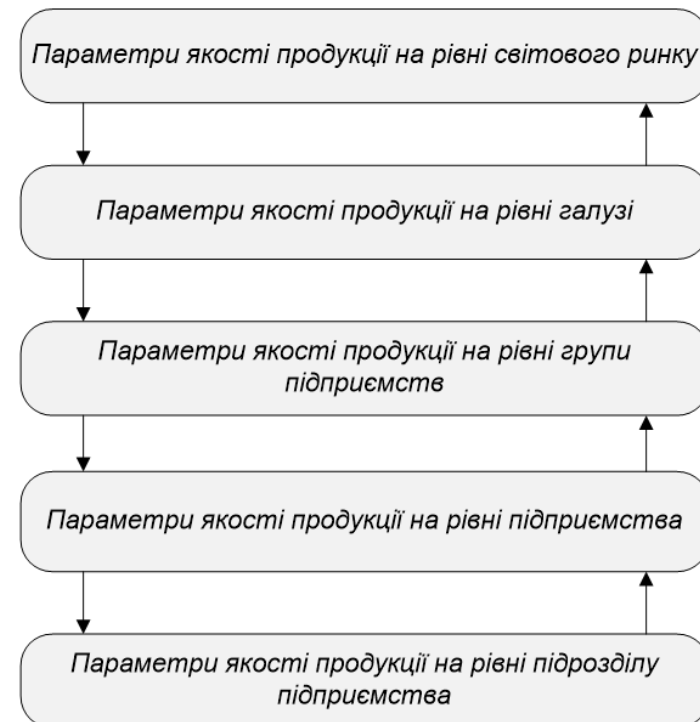 Параметри якості продукції на рівні світового ринку
Параметри якості продукції на рівні галузі
Параметри якості продукції на рівні групи
підприємств
Параметри якості продукції на рівні підприємства
Параметри якості продукції на рівні підрозділу
підприємства